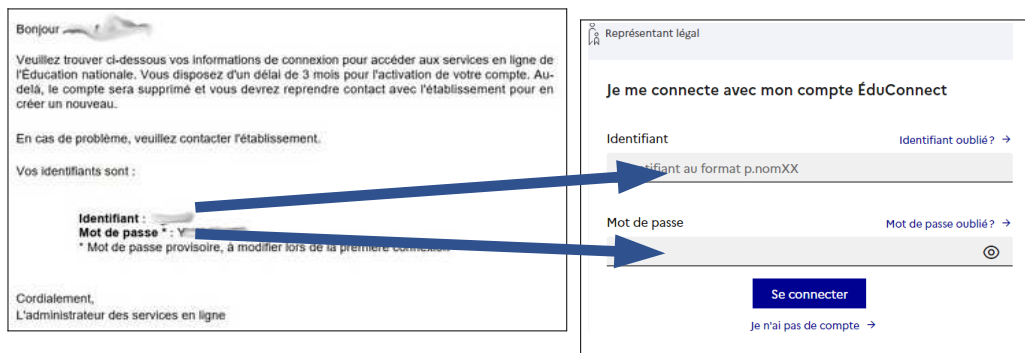 Bonjour
Veuillez trouver ci-dessous vos informations de connexion pour accéder aux services en ligne de
l'Éducation nationale. Vous disposez d'un délai de 3 mois pour l'activation de votre compte. Au-
delà, le compte sera supprimé et vous devrez reprendre contact avec l'établissement pour en
créer un nouveau.
En cas de problème, veuillez contacter l'établissement.
Vos identifiants sont :
Identifiant :
Mot de passe * : Y
* Mot de passe provisoire, à modifier lors de la première connexion
Cordialement,
L'administrateur des services en ligne
Représentant légal
Je me connecte avec mon compte ÉduConnect
Identifiant
Identifiant oublié? →
au format p.nomXX
Mot de passe
Mot de passe oublié? →
Se connecter
Je n'ai pas de compte →